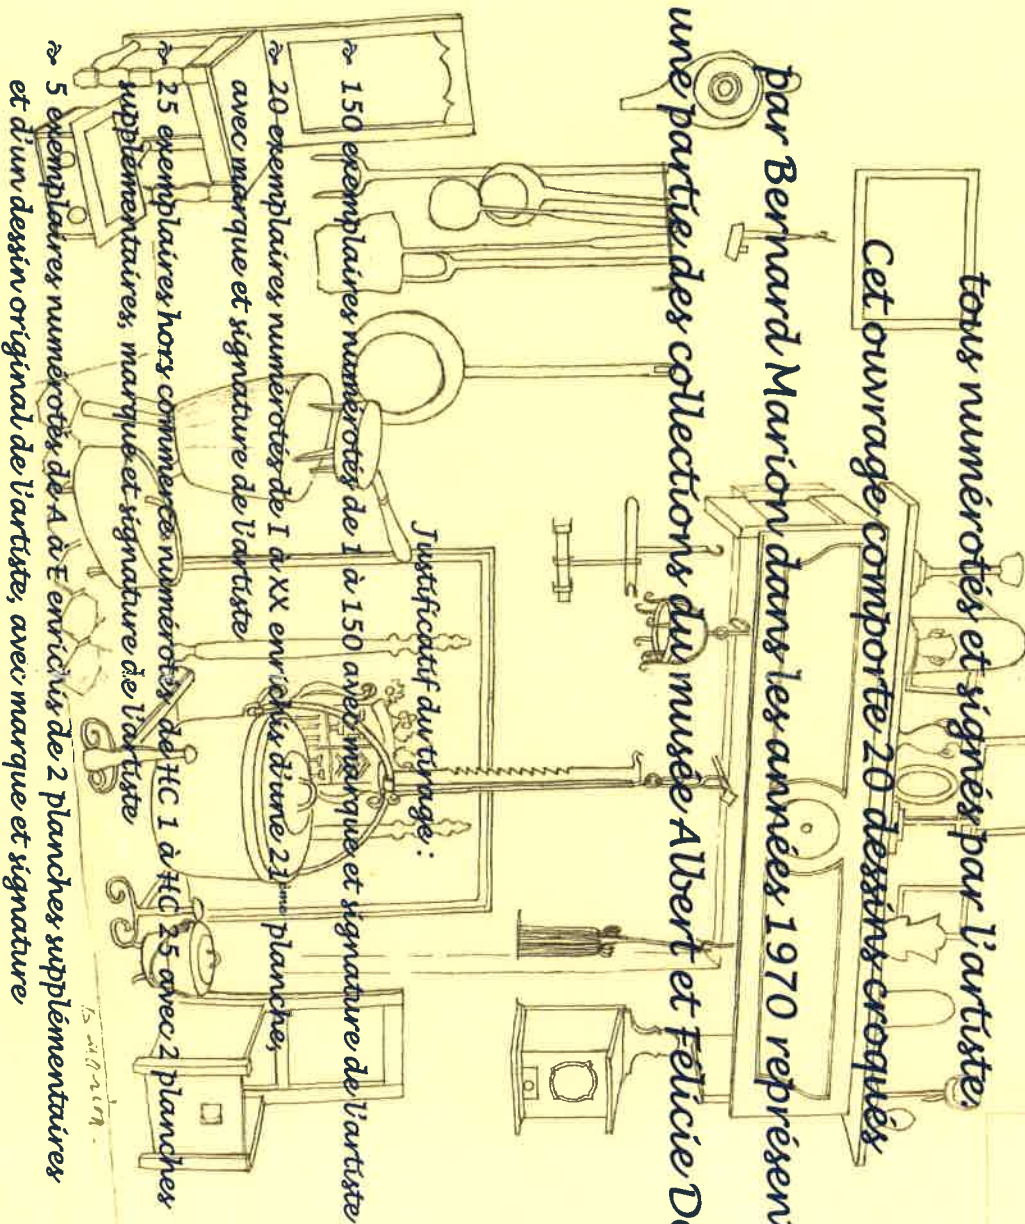 tous numérotés et signés par l'artiste.
Cet ouvrage comporte 20 dessins croqués
par Bernard Marion dans les années 1970 représent
une partie des collections du musée Albert et Felicie De
Justificatif du tirage :
150 exemplaires numérotés de 1 à 150 avec marque et signature de l'artiste
20 exemplaires numérotés de I à XX enrichis d'une 21ème planche,
avec marque et signature de l'artiste
25 exemplaires hors commerce numérotés de HC 1 à HC 25 avec 2 planches
supplémentaires, marque et signature de l'artiste
5 exemplaires numérotés de A à E enrichis de 2 planches supplémentaires
et d'un dessin original de l'artiste, avec marque et signature